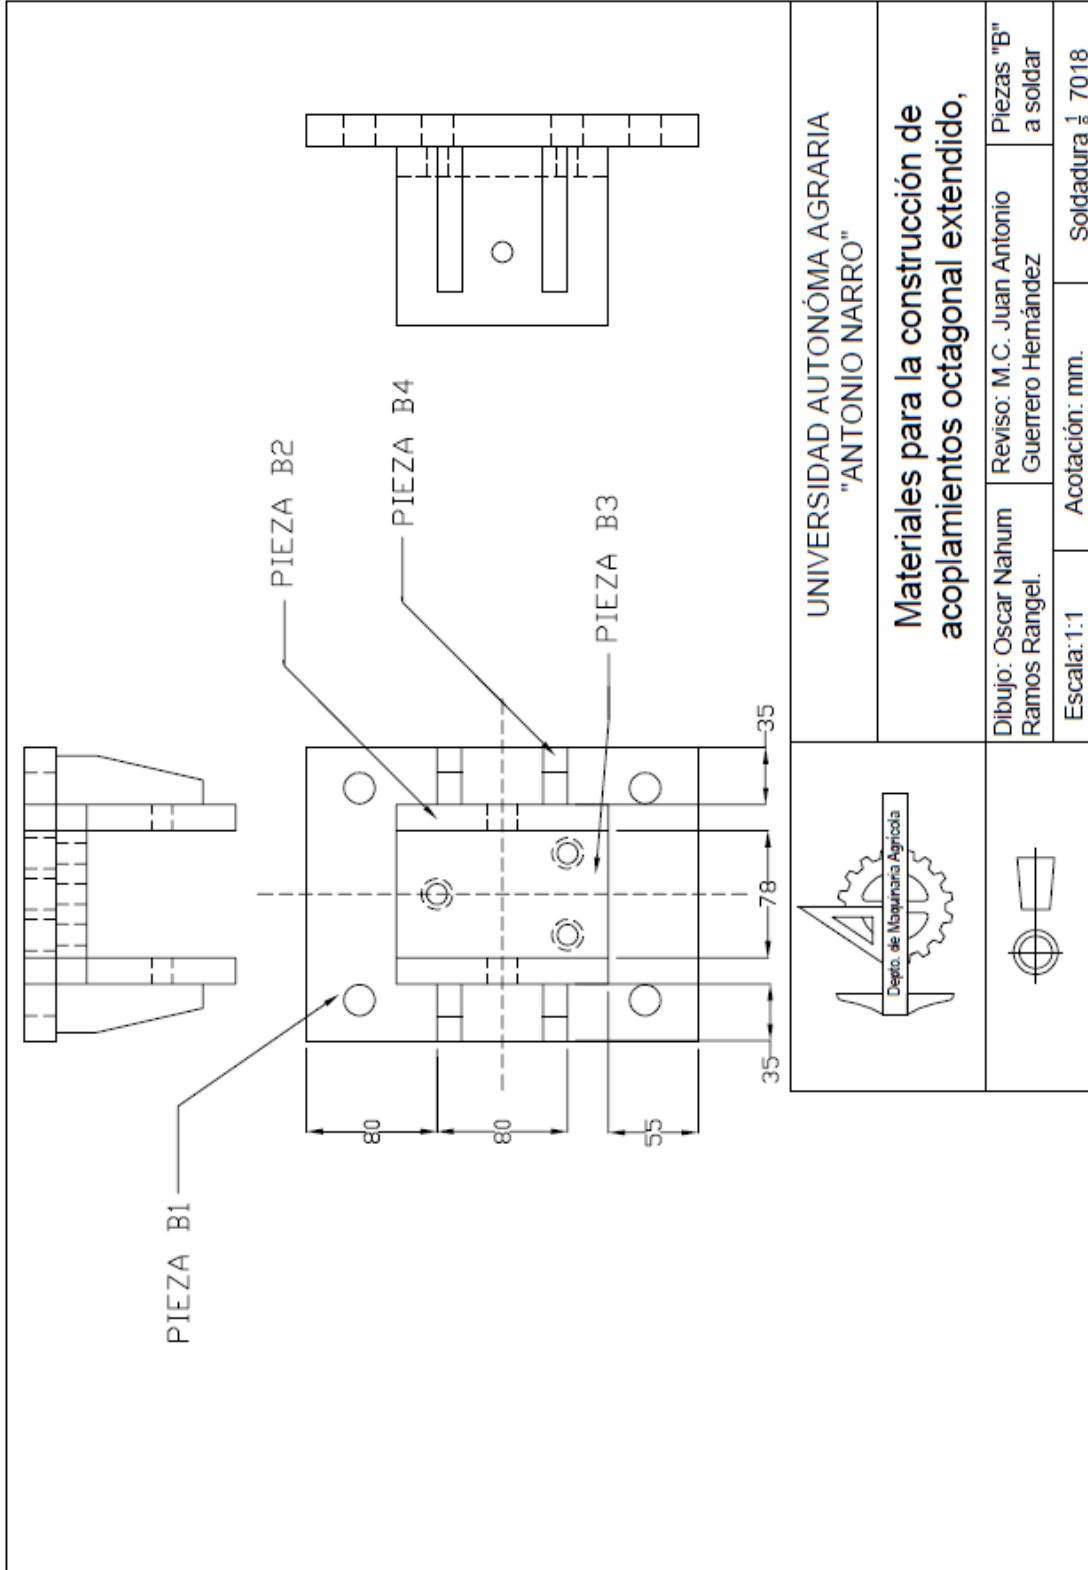 PIEZA B1
PIEZA B2
PIEZA B4
PIEZA B3
80
80
55
35
78
35
UNIVERSIDAD AUTONÓMA AGRARIA
"ANTONIO NARRO"
Materiales para la construcción de
acoplamientos octagonal extendido,
Dibujo: Oscar Nahum
Ramos Rangel.
Reviso: M.C. Juan Antonio
Guerrero Hernández
Piezas "B"
a soldar
Escala:1:1
Acotación: mm.
Soldadura 7018
Depto. de Maquinaria Agricola